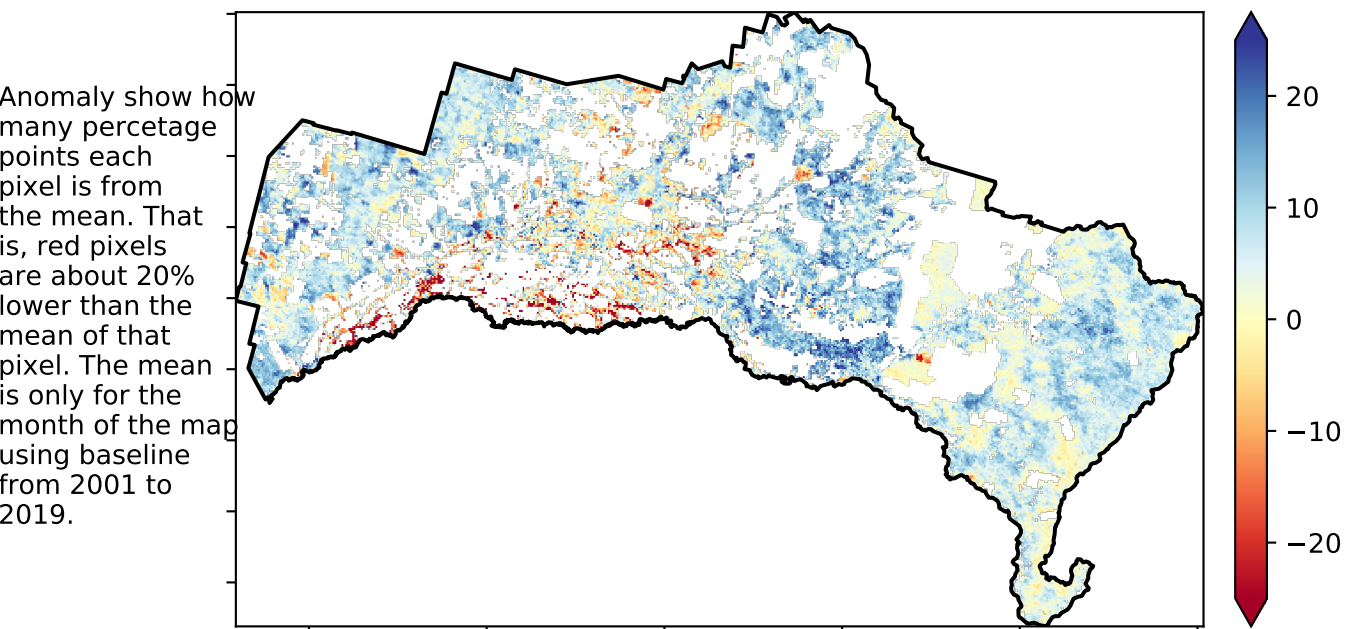 Anomaly show how
many percetage
points each
pixel is from
the mean. That
is, red pixels
are about 20%
lower than the
mean of that
pixel. The mean
is only for the
month of the map
using baseline
from 2001 to
2019.
20
10
0
−10
−20